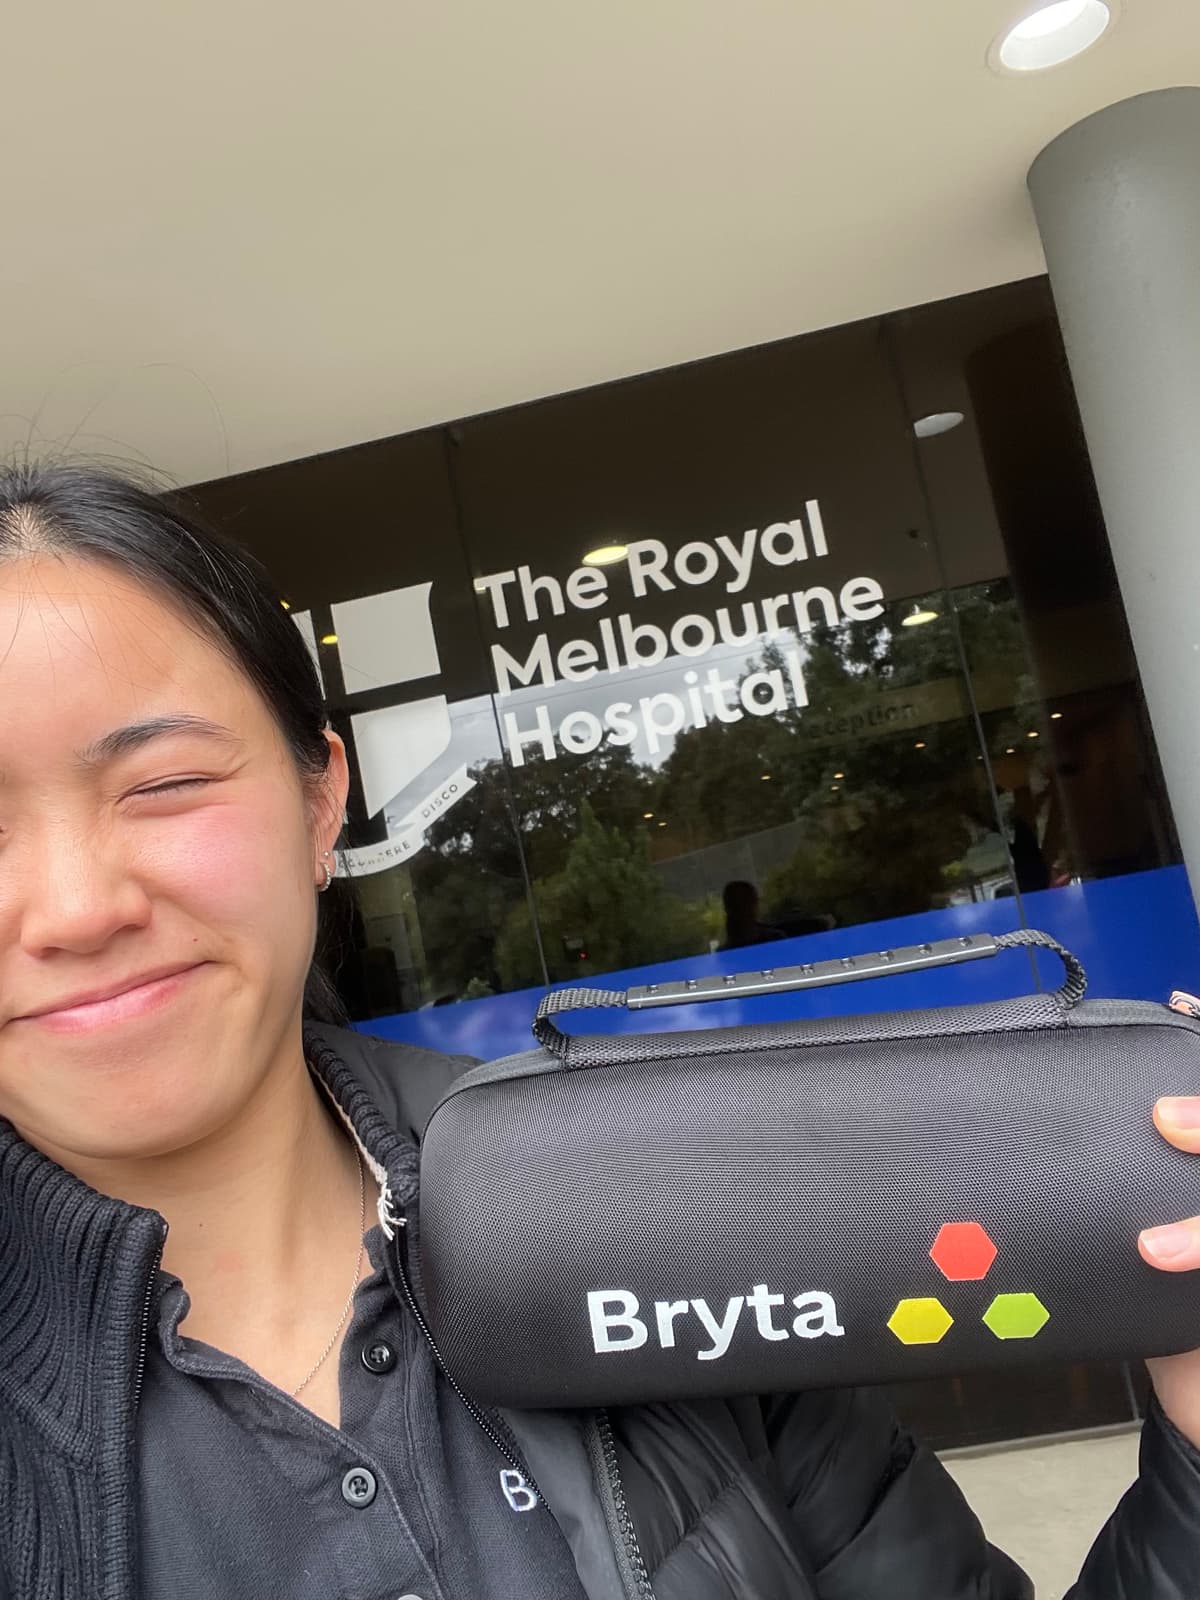 The Royal
Melbourne
Hospital
DISCO
Bryta
B